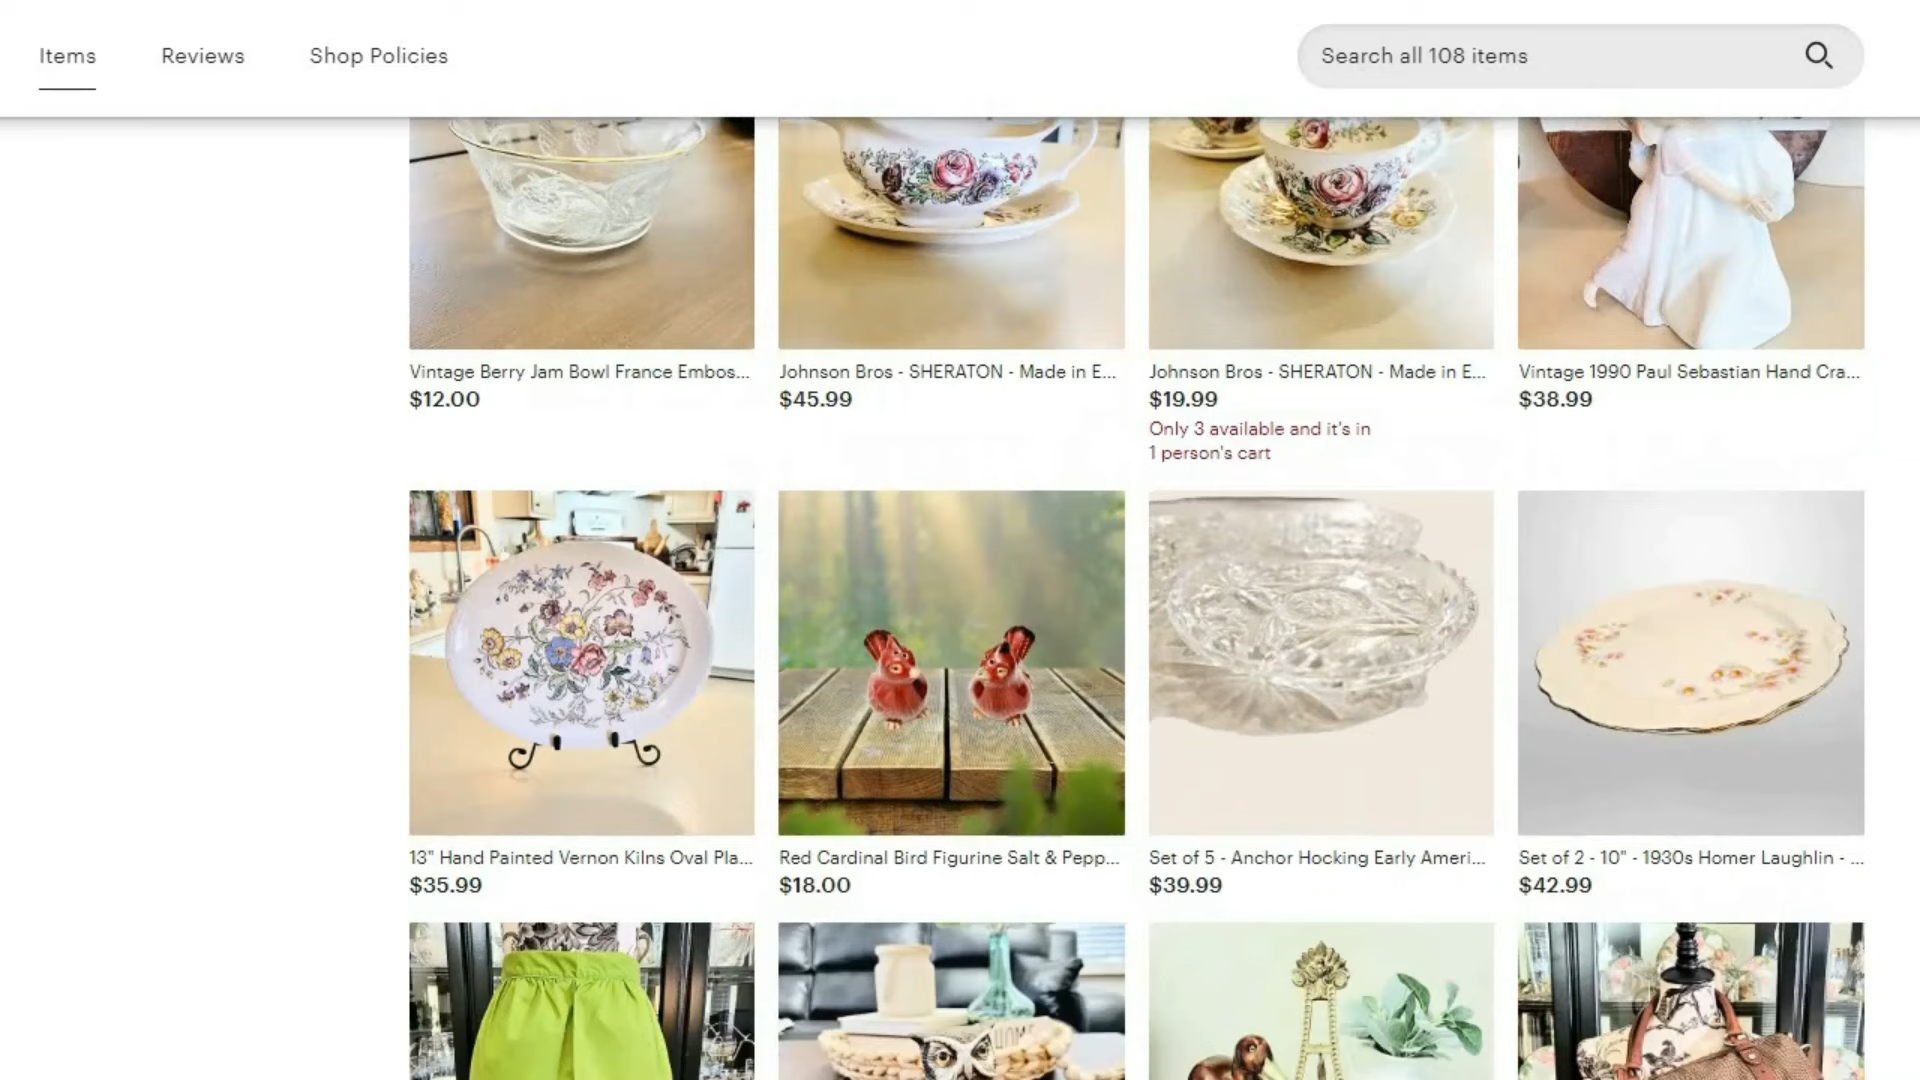 Items
Reviews
Shop Policies
Search all 108 items
Vintage Berry Jam Bowl France Embos...
$12.00
Johnson Bros - SHERATON - Made in E...
$45.99
Johnson Bros - SHERATON - Made in E...
$19.99
Only 3 available and it's in
1 person's cart
Vintage 1990 Paul Sebastian Hand Cra...
$38.99
13" Hand Painted Vernon Kilns Oval Pla...
$35.99
Red Cardinal Bird Figurine Salt & Pepp...
$18.00
Set of 5 - Anchor Hocking Early Ameri...
$39.99
Set of 2 - 10" - 1930s Homer Laughlin - ...
$42.99
HOME